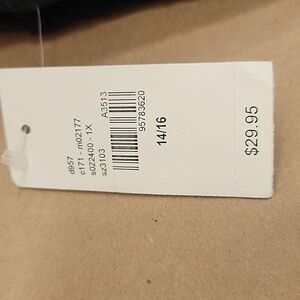 d957
c171 - m02177
s022400 - 1X
sz3103
A3513
95783620
14/16
$29.95